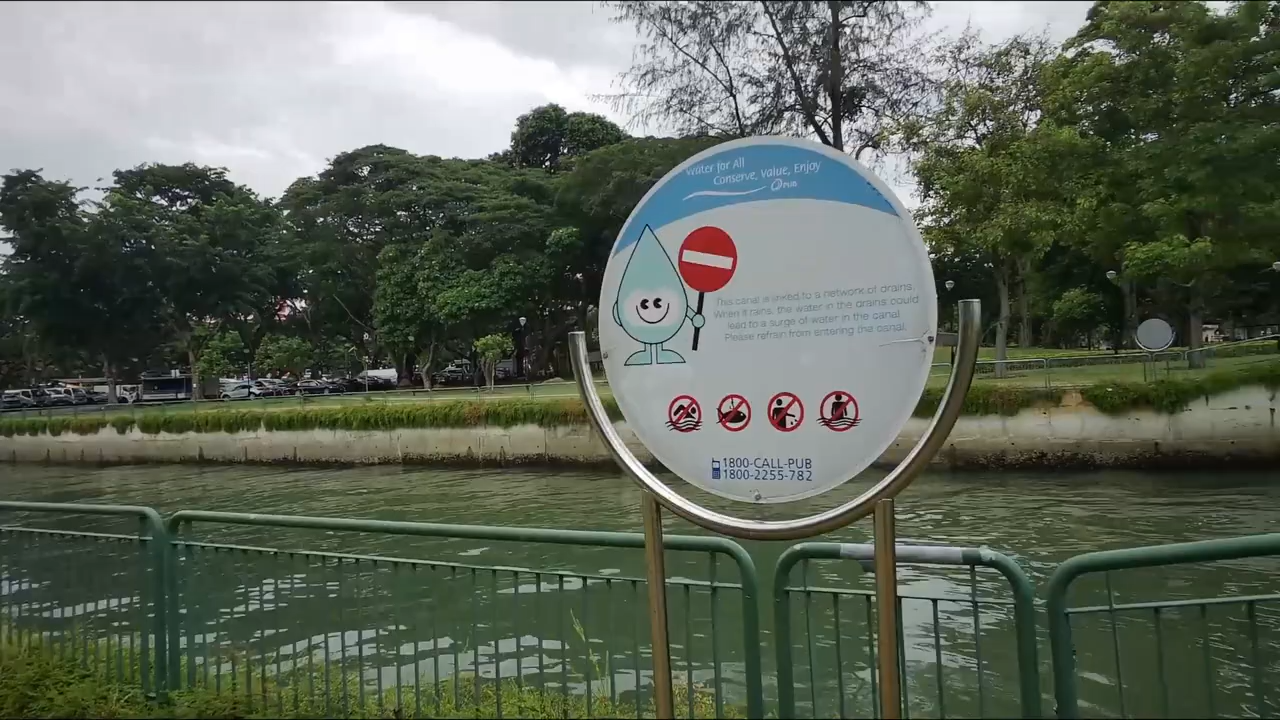 Water for All
Conserve, Value, Enjoy
PUB
This canal is linked to a network of drains.
When it rains, the water in the drains could
lead to a surge of water in the canal.
Please refrain from entering the canal.
1800-CALL-PUB
1800-2255-782